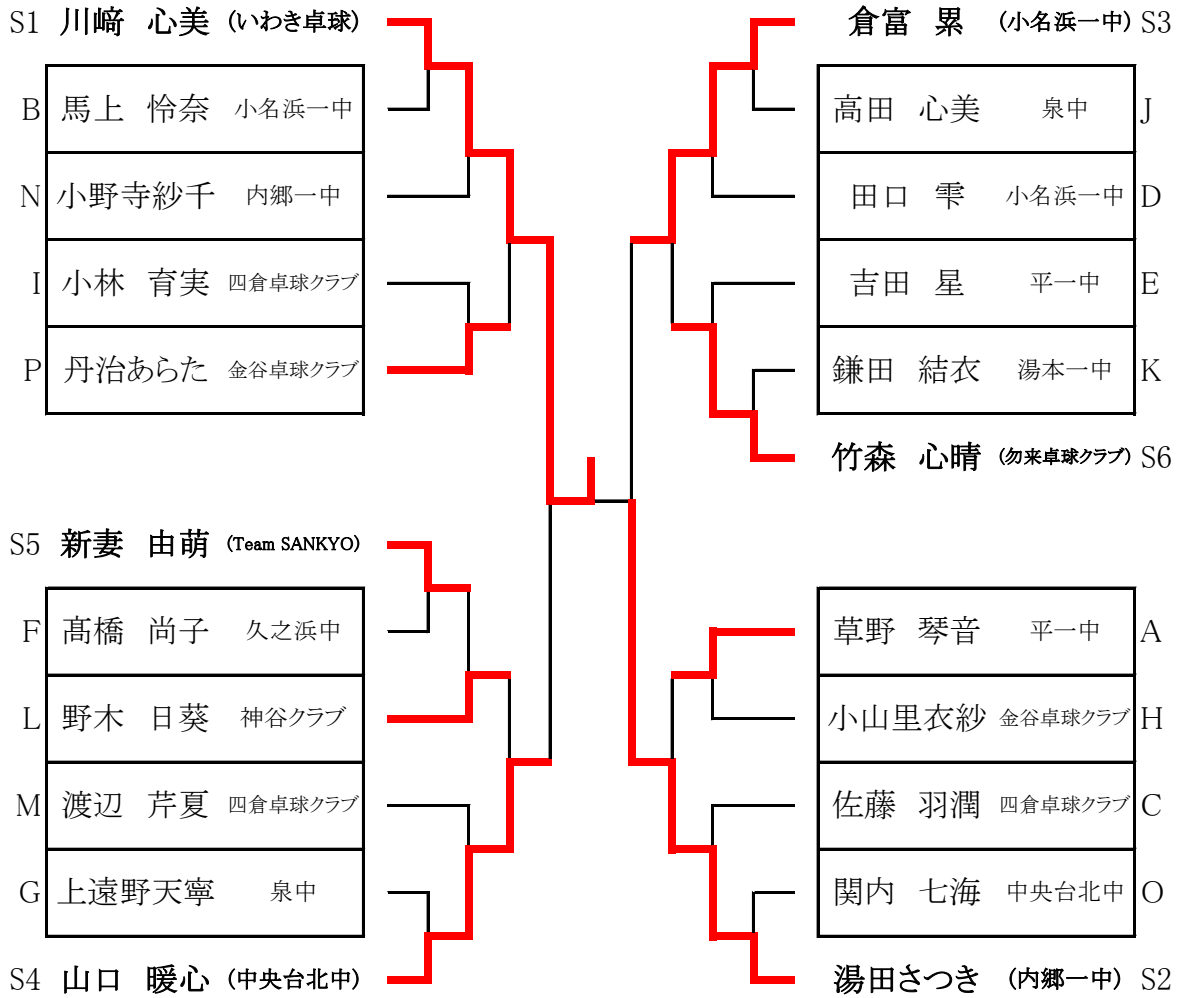 S1 川﨑 心美 (いわき卓球)
B 馬上 怜奈 小名浜一中
N 小野寺紗千 内郷一中
I 小林 育実 四倉卓球クラブ
P 丹治あらた 金谷卓球クラブ
S5 新妻 由萌 (Team SANKYO)
F 髙橋 尚子 久之浜中
L 野木 日葵 神谷クラブ
M 渡辺 芹夏 四倉卓球クラブ
G 上遠野天寧 泉中
S4 山口 暖心 (中央台北中)
倉富 累 (小名浜一中) S3
高田 心美 泉中 J
田口 雫 小名浜一中 D
吉田 星 平一中 E
鎌田 結衣 湯本一中 K
竹森 心晴 (勿来卓球クラブ) S6
草野 琴音 平一中 A
小山里衣紗 金谷卓球クラブ H
佐藤 羽潤 四倉卓球クラブ C
関内 七海 中央台北中 O
湯田さつき (内郷一中) S2